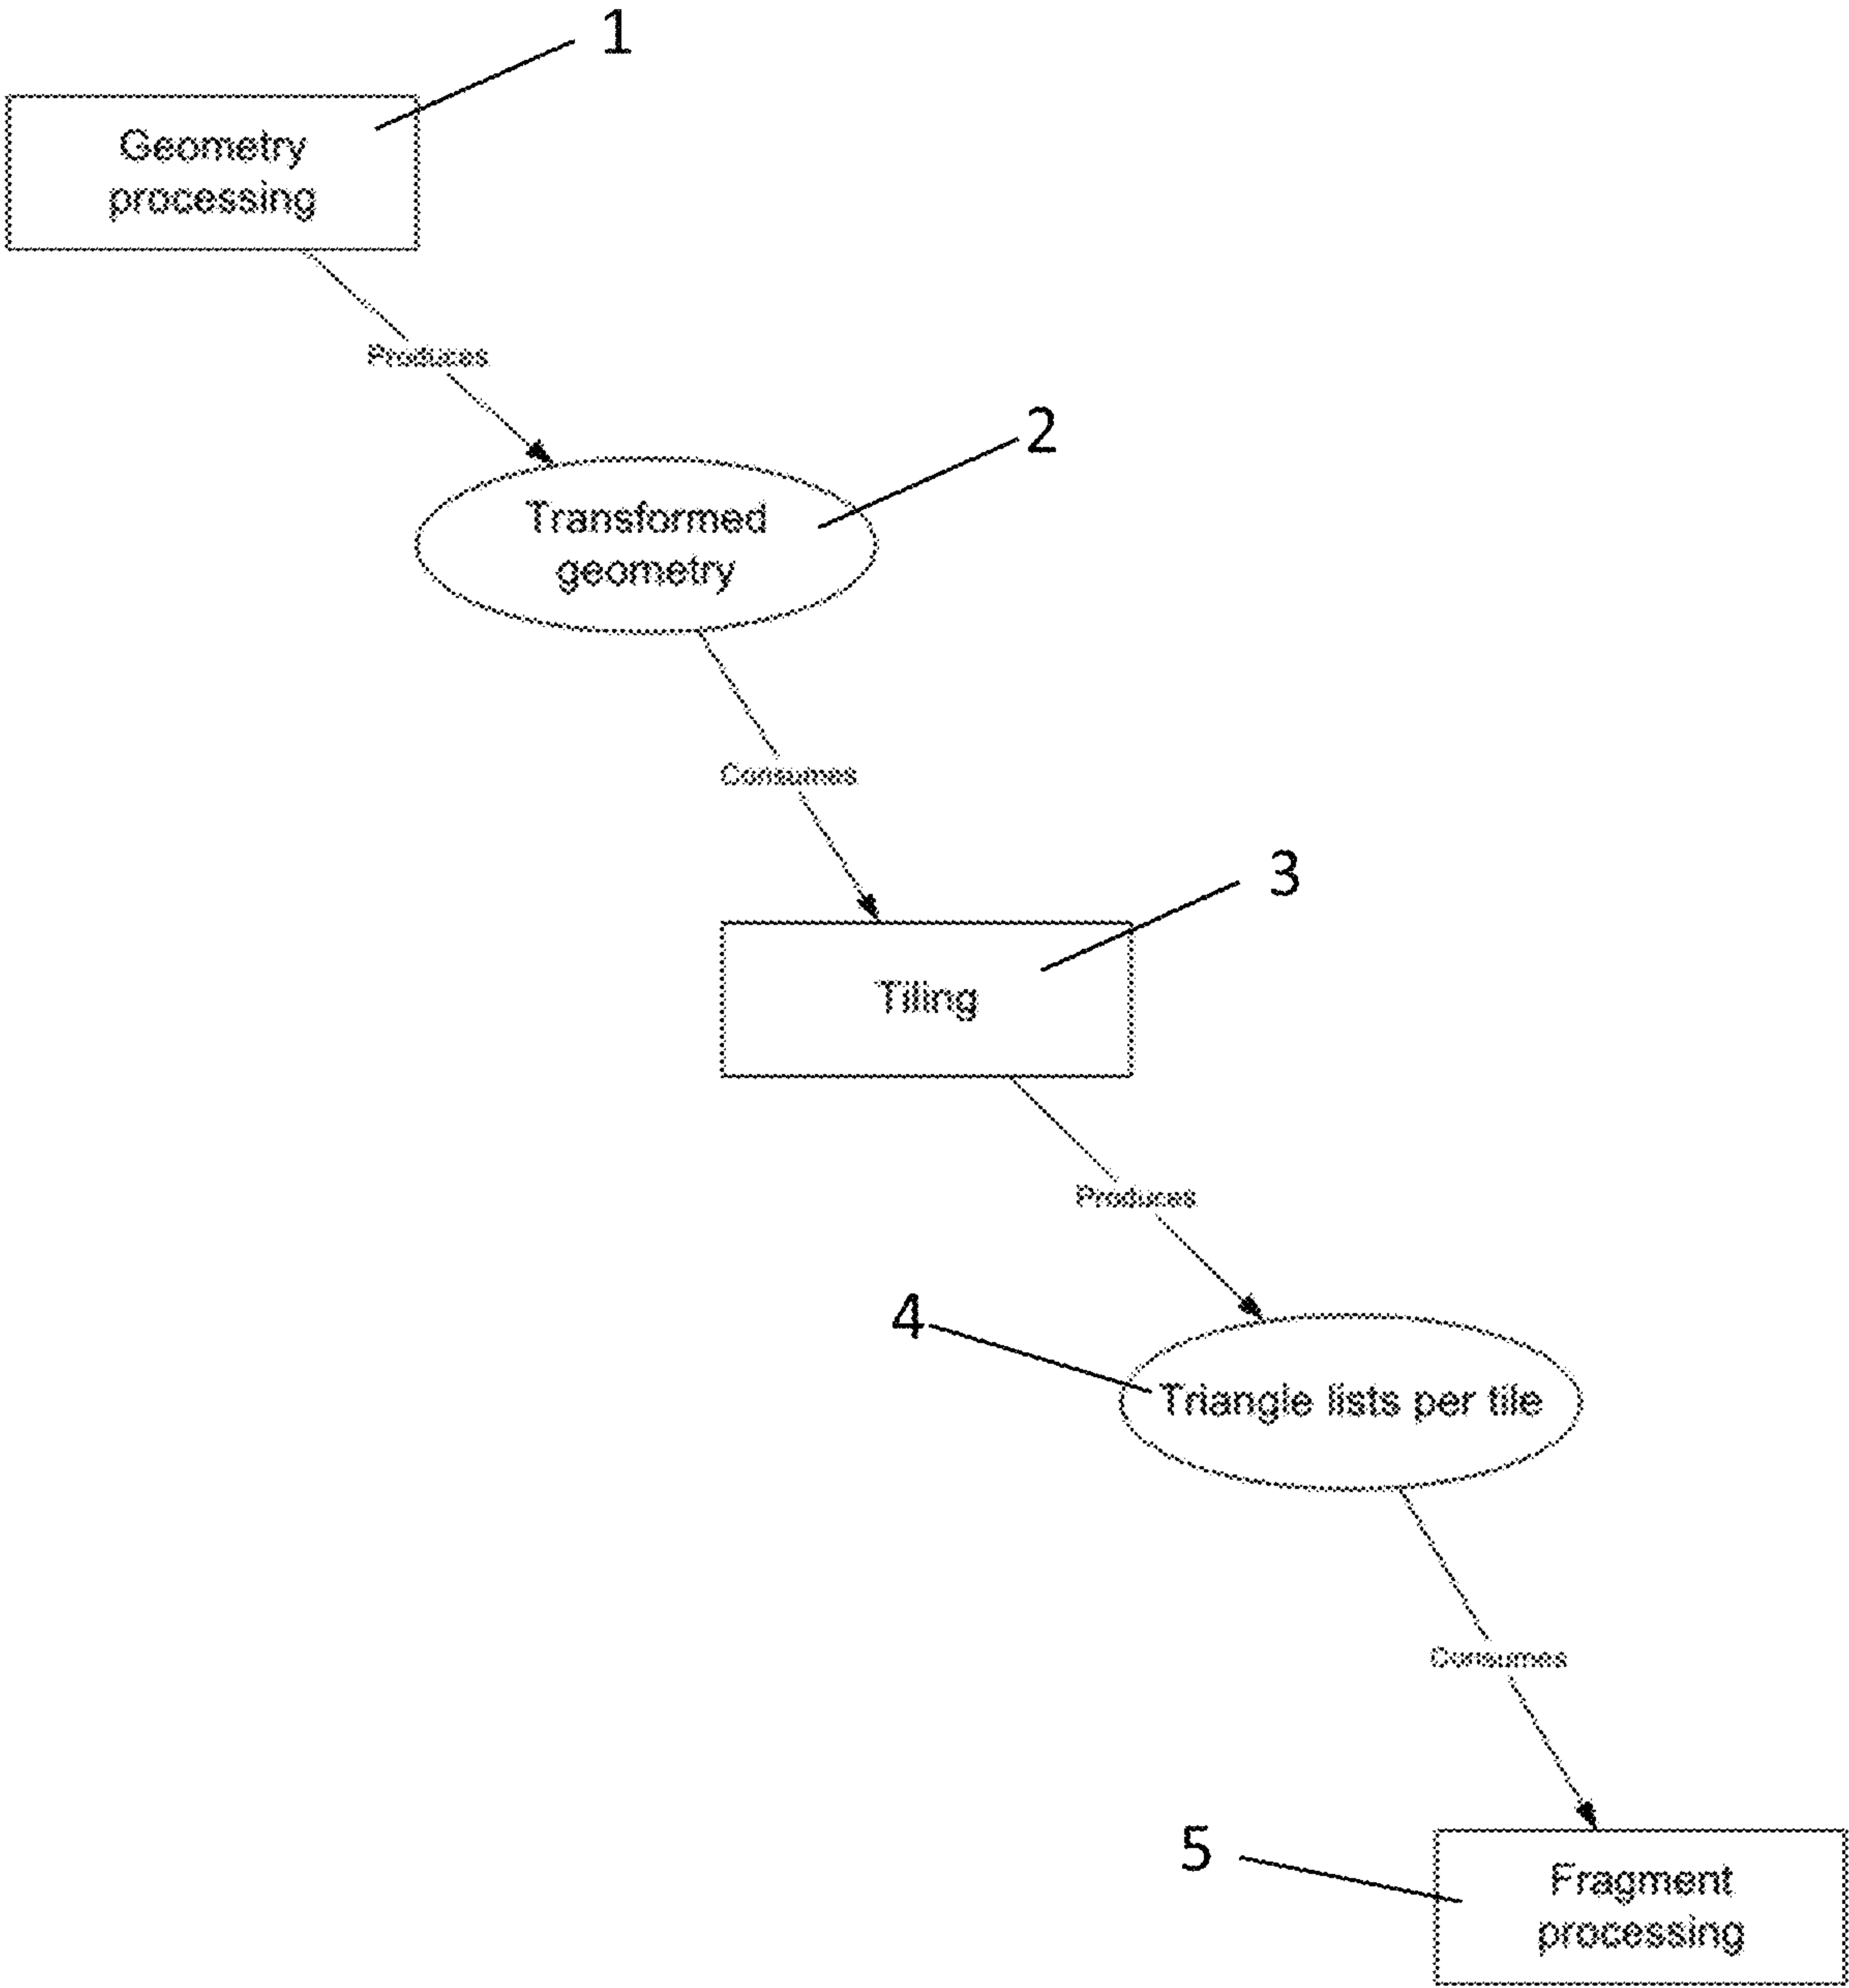 1
Geometry
processing
Produces
2
Transformed
geometry
Consumes
3
Tiling
Produces
4
Triangle lists per tile
Consumes
5
Fragment
processing